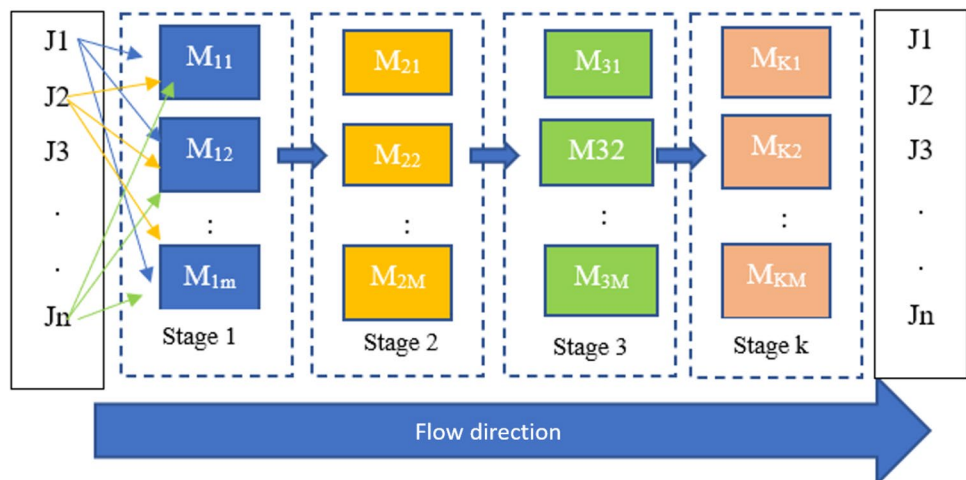 J1
J2
J3
.
.
Jn
M11
M12
:
M1m
Stage 1
M21
M22
:
M2M
Stage 2
M31
M32
:
M3M
Stage 3
MK1
MK2
:
MKM
Stage k
J1
J2
J3
.
.
Jn
Flow direction